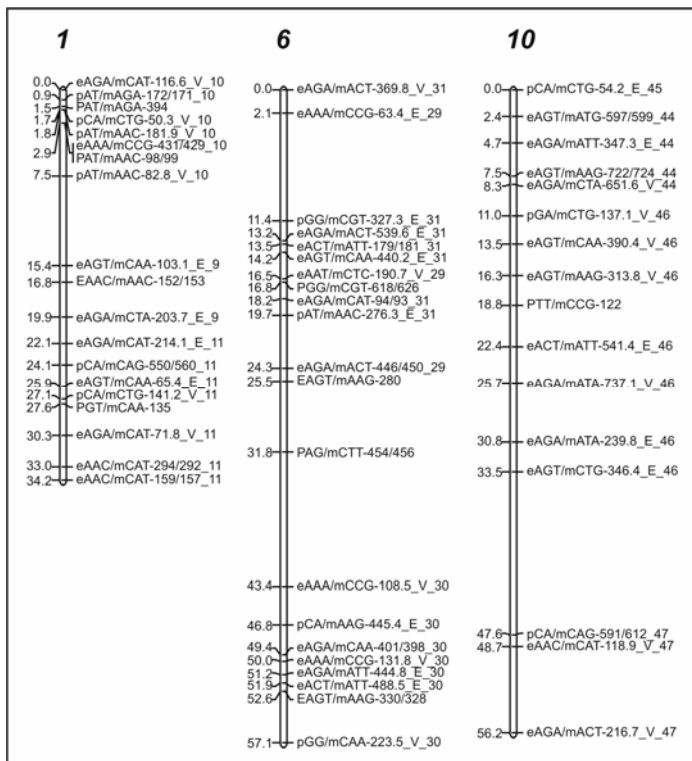 1
0.0 eAGA/mCAT-116.6_V_10
0.9 pAT/mAGA-172/171_10
1.5 PAT/mAGA-394
1.7 pCA/mCTG-50.3_V_10
1.8 pAT/mAAC-181.9_V_10
eAAA/mCCG-431/429_10
2.9 PAT/mAAC-98/99
7.5 pAT/mAAC-82.8_V_10
15.4 eAGT/mCAA-103.1_E_9
16.8 EAAC/mAAC-152/153
19.9 eAGA/mCTA-203.7_E_9
22.1 eAGA/mCAT-214.1_E_11
24.1 pCA/mCAG-550/560_11
25.9 eAGT/mCAA-65.4_E_11
27.1 pCA/mCTG-141.2_V_11
27.6 PGT/mCAA-135
30.3 eAGA/mCAT-71.8_V_11
33.0 eAAC/mCAT-294/292_11
34.2 eAAC/mCAT-159/157_11
6
0.0 eAGA/mACT-369.8_V_31
2.1 eAAA/mCCG-63.4_E_29
11.4 pGG/mCGT-327.3_E_31
13.2 eAGA/mACT-539.6_E_31
13.5 eACT/mATT-179/181_31
14.2 eAGT/mCAA-440.2_E_31
16.5 eAAT/mCTC-190.7_V_29
16.8 PGG/mCGT-618/626
18.2 eAGA/mCAT-94/93_31
19.7 pAT/mAAC-276.3_E_31
24.3 eAGA/mACT-446/450_29
25.5 EAGT/mAAG-280
31.8 PAG/mCTT-454/456
43.4 eAAA/mCCG-108.5_V_30
46.8 pCA/mAAG-445.4_E_30
49.4 eAGA/mCAA-401/398_30
50.0 eAAA/mCCG-131.8_V_30
51.2 eAGA/mATT-444.8_E_30
51.9 eACT/mATT-488.5_E_30
52.6 EAGT/mAAG-330/328
57.1 pGG/mCAA-223.5_V_30
10
0.0 pCA/mCTG-54.2_E_45
2.4 eAGT/mATG-597/599_44
4.7 eAGA/mATT-347.3_E_44
7.5 eAGT/mAAG-722/724_44
8.3 eAGA/mCTA-651.6_V_44
11.0 pGA/mCTG-137.1_V_46
13.5 eAGT/mCAA-390.4_V_46
16.3 eAGT/mAAG-313.8_V_46
18.8 PTT/mCCG-122
22.4 eACT/mATT-541.4_E_46
25.7 eAGA/mATA-737.1_V_46
30.8 eAGA/mATA-239.8_E_46
33.5 eAGT/mCTG-346.4_E_46
47.6 pCA/mCAG-591/612_47
48.7 eAAC/mCAT-118.9_V_47
56.2 eAGA/mACT-216.7_V_47